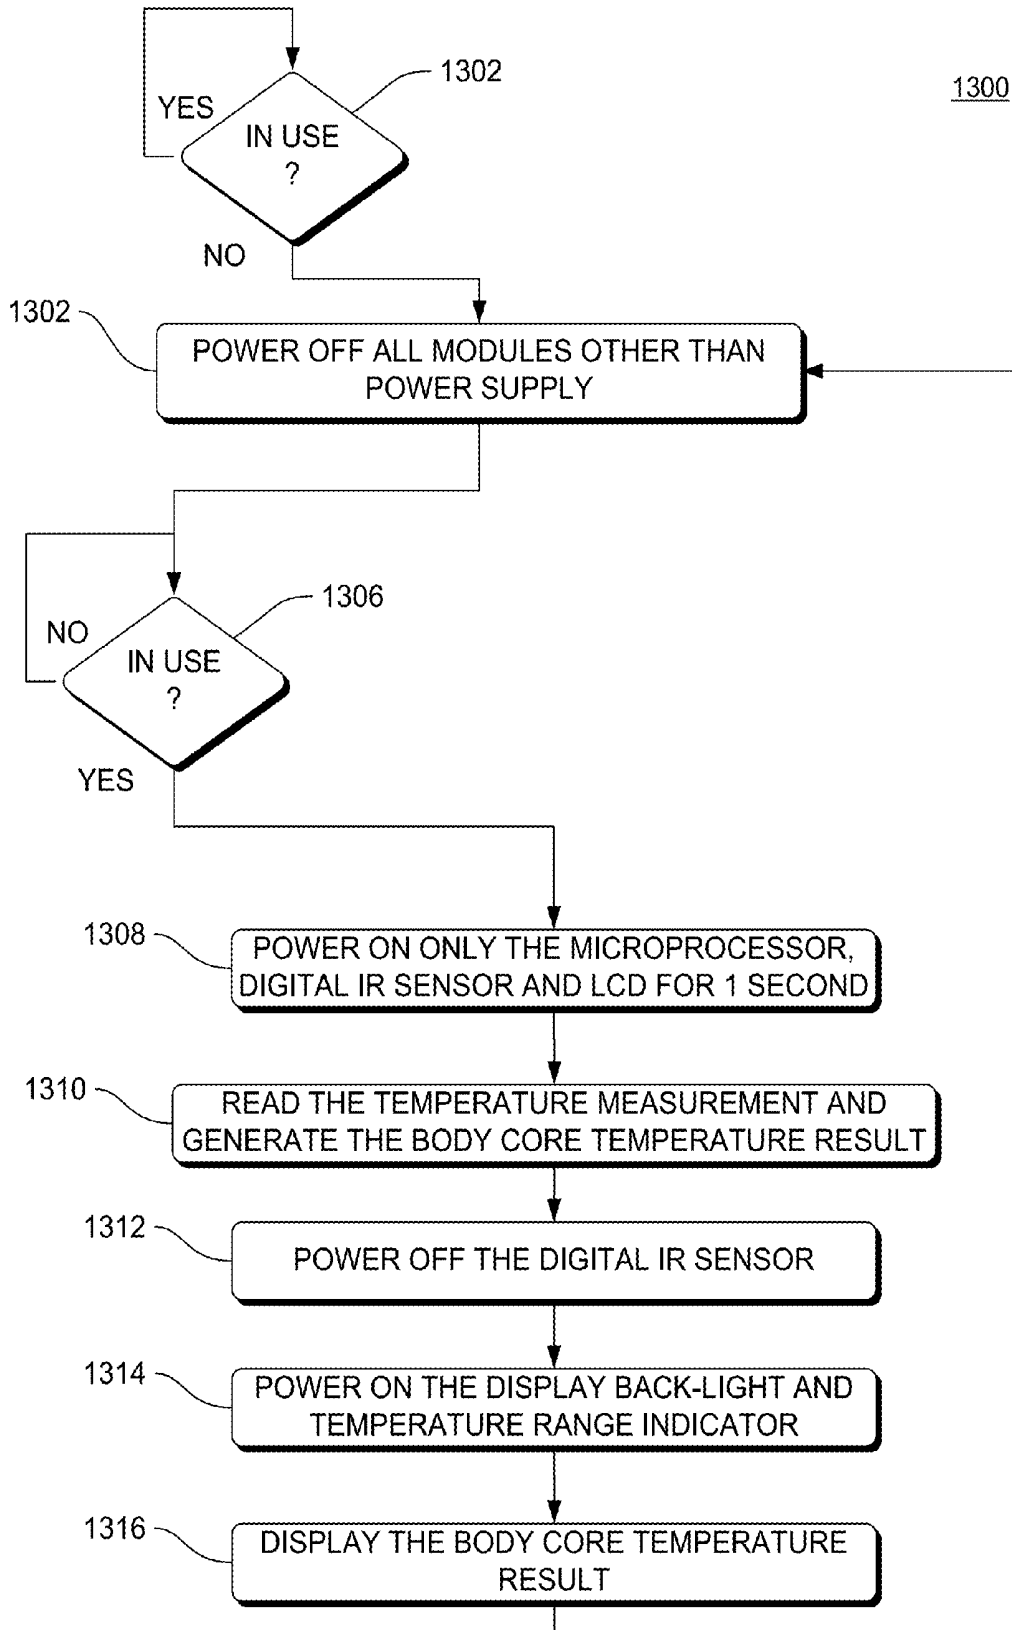 1302
1300
YES
IN USE
?
NO
1302
POWER OFF ALL MODULES OTHER THAN
POWER SUPPLY
1306
NO
IN USE
?
YES
1308
POWER ON ONLY THE MICROPROCESSOR,
DIGITAL IR SENSOR AND LCD FOR 1 SECOND
1310
READ THE TEMPERATURE MEASUREMENT AND
GENERATE THE BODY CORE TEMPERATURE RESULT
1312
POWER OFF THE DIGITAL IR SENSOR
1314
POWER ON THE DISPLAY BACK-LIGHT AND
TEMPERATURE RANGE INDICATOR
1316
DISPLAY THE BODY CORE TEMPERATURE
RESULT